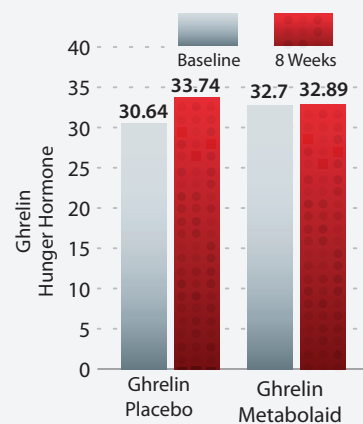 Baseline
8 Weeks
40
35
30
25
20
15
10
5
0
30.64
33.74
32.7
32.89
Ghrelin
Hunger Hormone
Ghrelin
Placebo
Ghrelin
Metabolaid